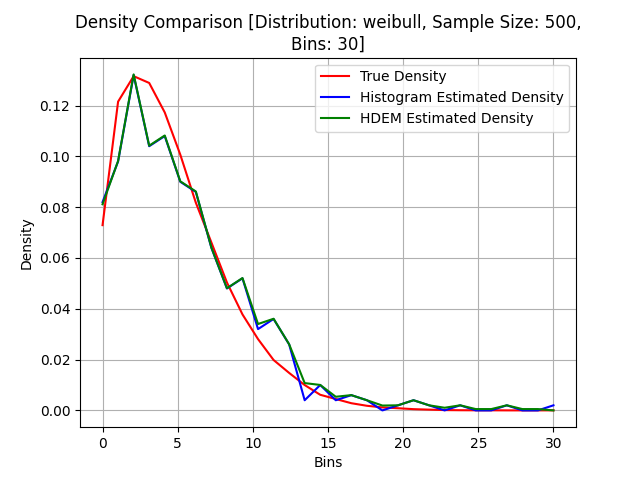 Density Comparison [Distribution: weibull, Sample Size: 500,
Bins: 30]
True Density
Histogram Estimated Density
HDEM Estimated Density
Density
0.12
0.10
0.08
0.06
0.04
0.02
0.00
0 5 10 15 20 25 30
Bins